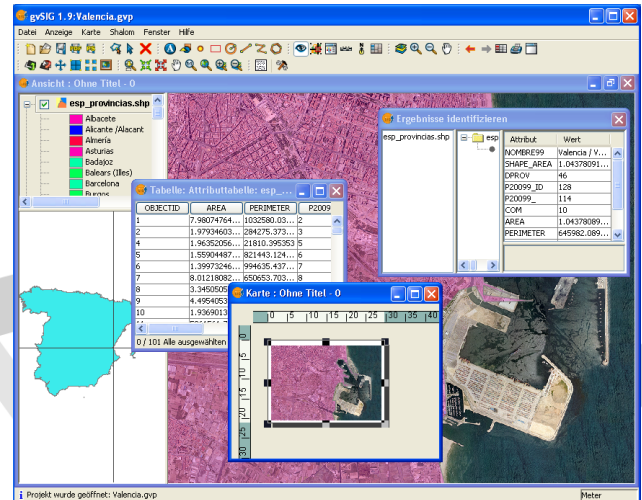 gvSIG 1.9:Valencia.gvp
Datei Anzeige Karte Shalom Fenster Hilfe
Ansicht : Ohne Titel - 0
esp_provincias.shp
Albacete
Alicante /Alacant
Almería
Asturias
Badajoz
Balears (Illes)
Barcelona
Burgos
Ergebnisse identifizieren
esp_provincias.shp
esp
Attribut Wert
NOMBRE99 Valencia / V...
SHAPE_AREA 1.04378091...
DPROV 46
P20099_ID 128
P20099_ 114
COM 10
AREA 1.04378089...
PERIMETER 645982.089...
Tabelle: Attributtabelle: esp_...
OBJECTID AREA PERIMETER P20099
1 7.98074764... 1032580.03... 2
2 1.97934603... 284275.373... 3
4 1.96352056... 21810.395353 5
5 1.55904487... 821443.124... 6
6 1.39973246... 994635.437... 7
7 8.01218082... 650653.703... 8
8 3.3450505
9 4.4954053
10 1.9369013
0 / 101 Alle ausgewählten
Karte : Ohne Titel - 0
0 5 10 15 20 25 30 35 40
0
5
10
15
20
25
30
Projekt wurde geöffnet: Valencia.gvp
Meter